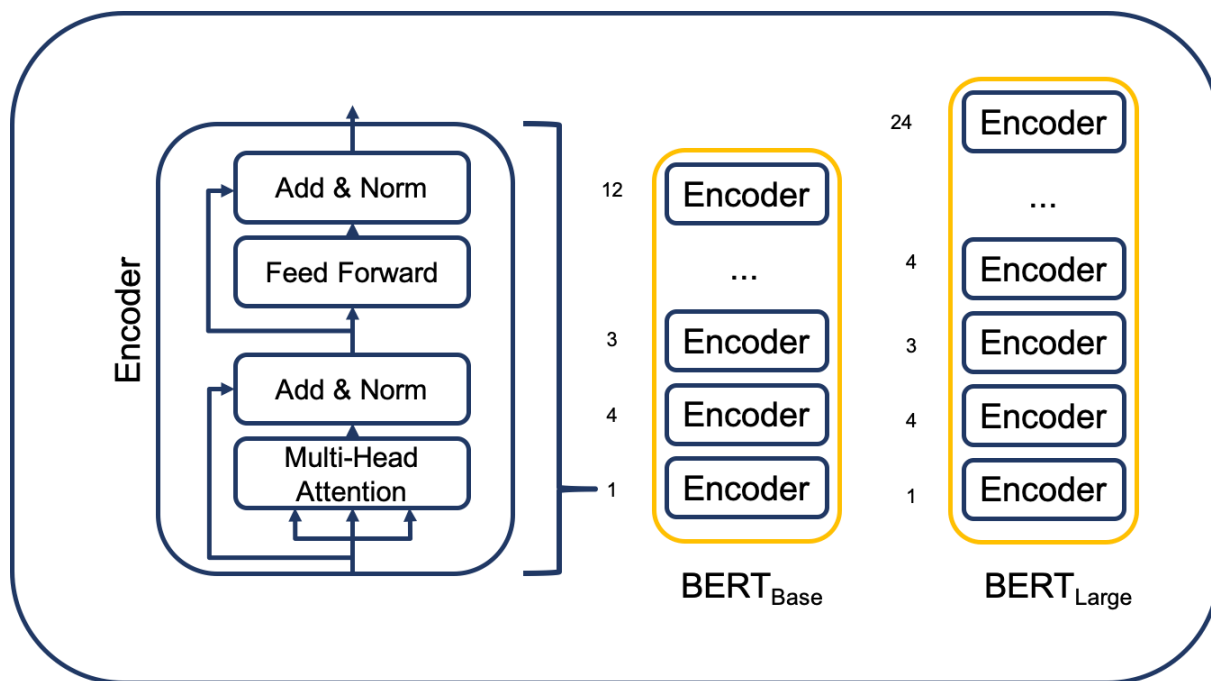 Encoder
Add & Norm
Feed Forward
Add & Norm
Multi-Head
Attention
12
Encoder
...
3
Encoder
4
Encoder
1
Encoder
BERTBase
24
Encoder
...
4
Encoder
3
Encoder
4
Encoder
1
Encoder
BERTLarge